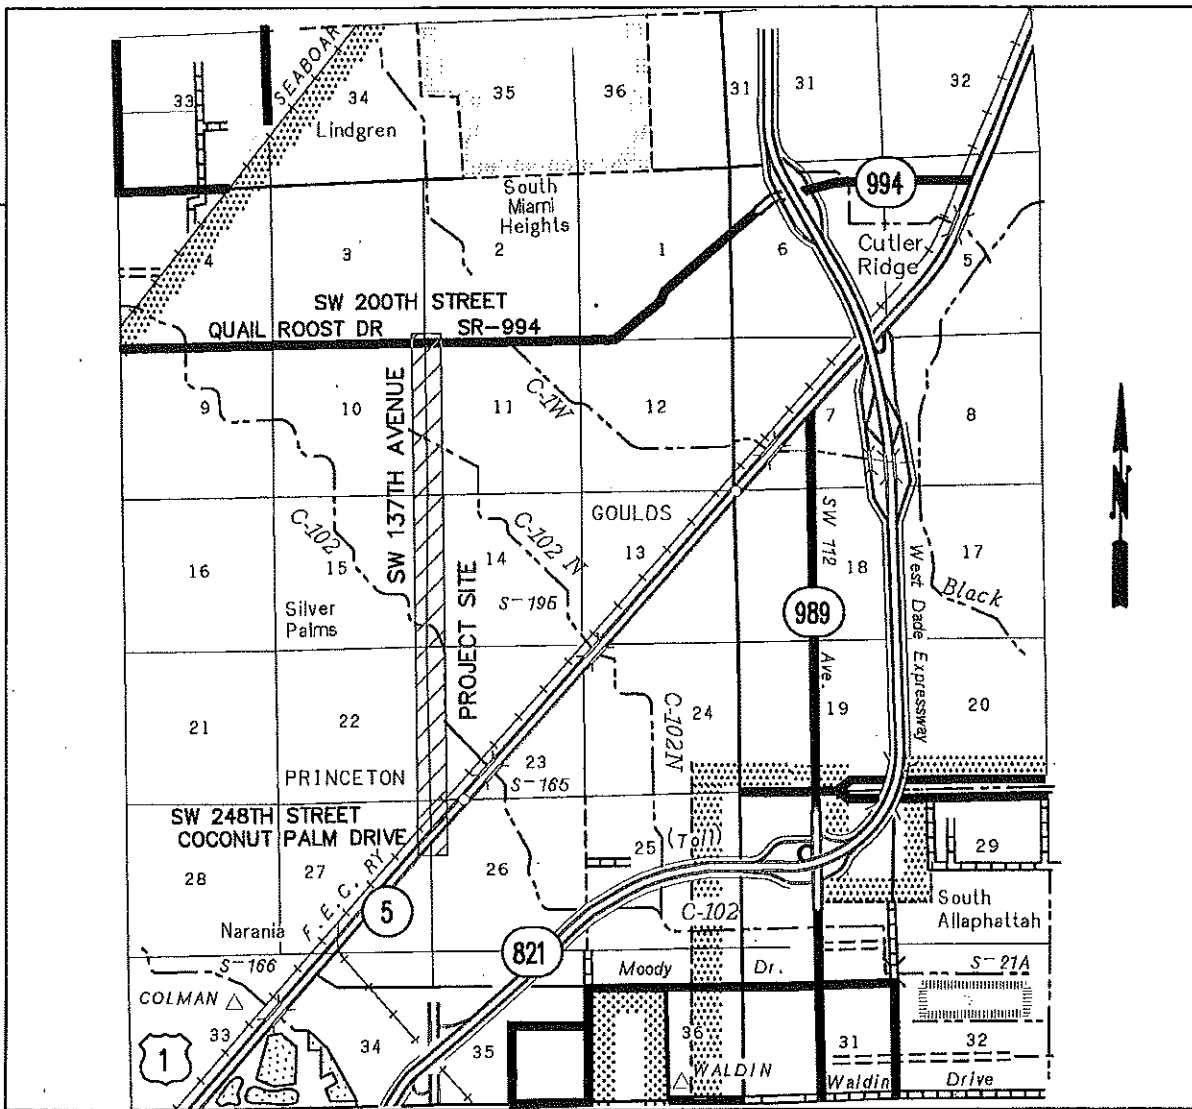 33
SEABOAR
34
Lindgren
35
36
31
31
32
South
Miami
Heights
994
Cutler
Ridge
4
3
2
1
6
5
SW 200TH STREET
QUAIL ROOST DR
SR-994
9
10
11
12
7
8
C-1W
SW 137TH AVENUE
C-102
C-102 N
GOULDS
16
15
14
13
18
17
SW 112
Ave.
989
West Dade Expressway
Black
S-195
Silver
Palms
PROJECT SITE
21
22
23
24
19
20
C-102N
PRINCETON
S-165
SW 248TH STREET
COCONUT PALM DRIVE
28
27
26
25
(Toll)
29
F. E. C. RY
5
South
Allaphattah
C-102
Narania
821
S-166
Moody
Dr.
S-21A
COLMAN
33
34
35
36
31
32
1
WALDIN
Waldin
Drive
N